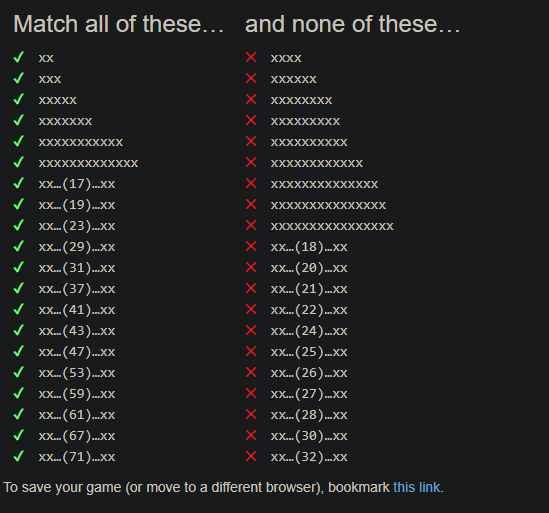 Match all of these…
xx
xxx
xxxxx
xxxxxxx
xxxxxxxxxxx
xxxxxxxxxxxxx
xx…(17)…xx
xx…(19)…xx
xx…(23)…xx
xx…(29)…xx
xx…(31)…xx
xx…(37)…xx
xx…(41)…xx
xx…(43)…xx
xx…(47)…xx
xx…(53)…xx
xx…(59)…xx
xx…(61)…xx
xx…(67)…xx
xx…(71)…xx
and none of these…
xxxx
xxxxxx
xxxxxxxx
xxxxxxxxx
xxxxxxxxxx
xxxxxxxxxxxx
xxxxxxxxxxxxxx
xxxxxxxxxxxxxxx
xxxxxxxxxxxxxxxx
xx…(18)…xx
xx…(20)…xx
xx…(21)…xx
xx…(22)…xx
xx…(24)…xx
xx…(25)…xx
xx…(26)…xx
xx…(27)…xx
xx…(28)…xx
xx…(30)…xx
xx…(32)…xx
To save your game (or move to a different browser), bookmark this link.